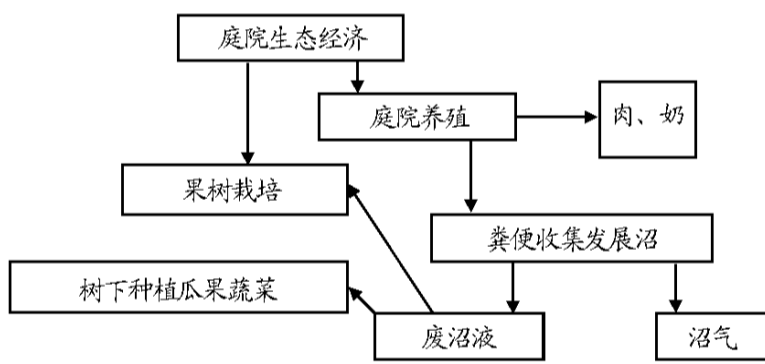 庭院生态经济
庭院养殖
肉、奶
果树栽培
粪便收集发展沼
树下种植瓜果蔬菜
废沼液
沼气